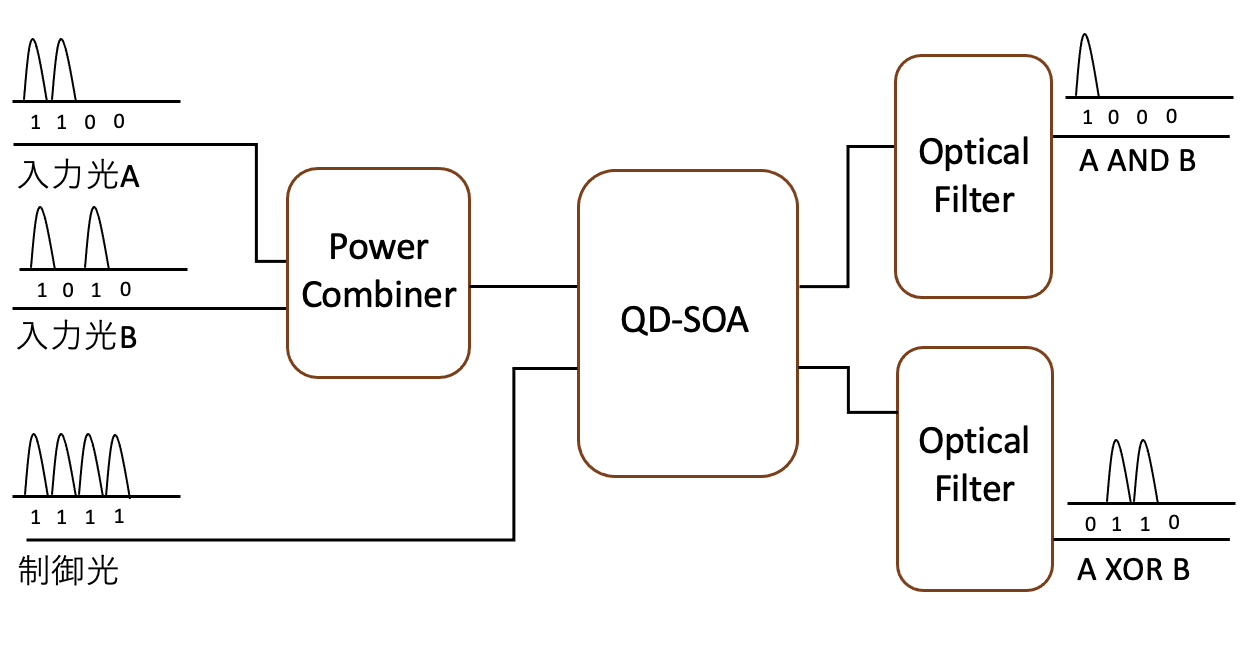 1 1 0 0
入力光A
1 0 1 0
入力光B
1 1 1 1
制御光
Power
Combiner
QD-SOA
Optical
Filter
1 0 0 0
A AND B
Optical
Filter
0 1 1 0
A XOR B